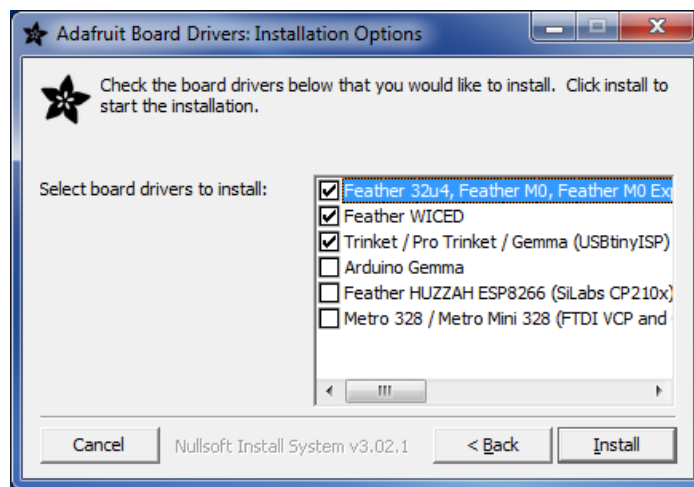 Adafruit Board Drivers: Installation Options
Check the board drivers below that you would like to install. Click install to
start the installation.
Select board drivers to install:
Feather 32u4, Feather M0, Feather M0
Feather WICED
Trinket / Pro Trinket / Gemma (USBtinyISP)
Arduino Gemma
Feather HUZZAH ESP8266 (SiLabs CP210x)
Metro 328 / Metro Mini 328 (FTDI VCP and
Cancel
Nullsoft Install System v3.02.1
< Back
Install